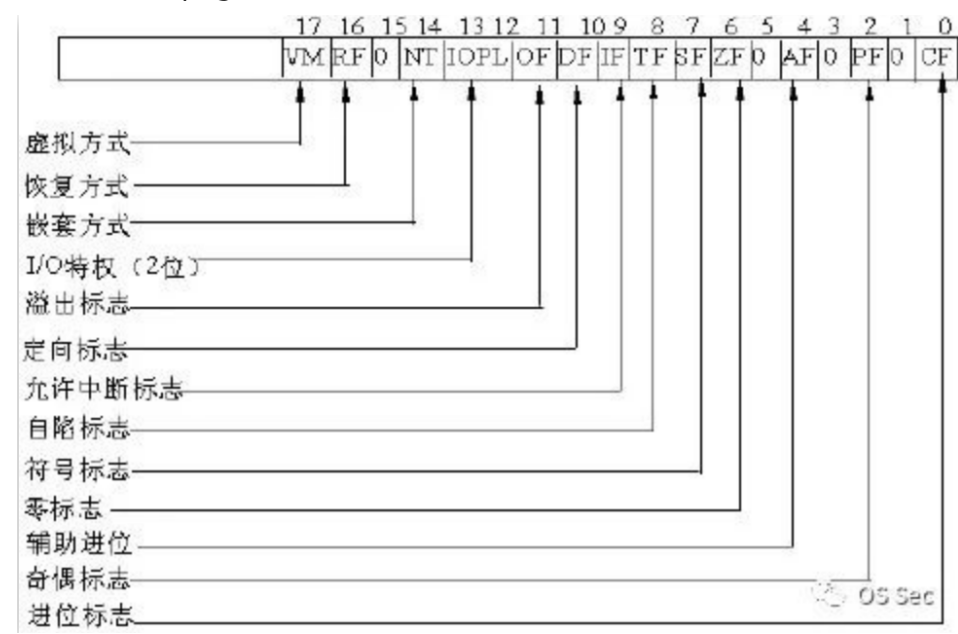 17 16 15 14 13 12 11 10 9 8 7 6 5 4 3 2 1 0
VM RF 0 NT IOPL OF DF IF TF SF ZF 0 AF 0 PF 0 CF
虚拟方式
恢复方式
嵌套方式
I/O特权（2位）
溢出标志
定向标志
允许中断标志
自陷标志
符号标志
零标志
辅助进位
奇偶标志
进位标志
OS Sec